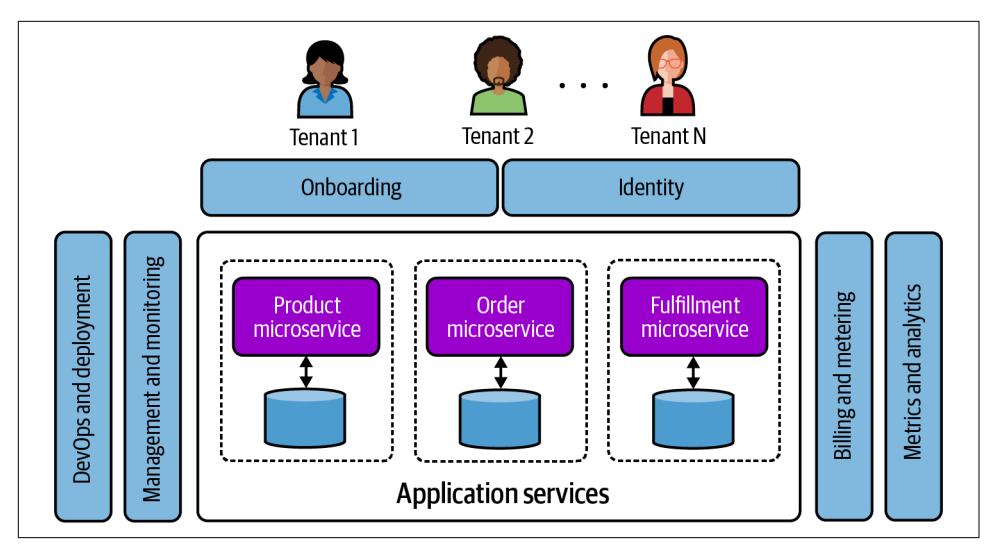 Tenant 1
Tenant 2
. . .
Tenant N
Onboarding
Identity
DevOps and deployment
Management and monitoring
Product
microservice
Order
microservice
Fulfillment
microservice
Application services
Billing and metering
Metrics and analytics